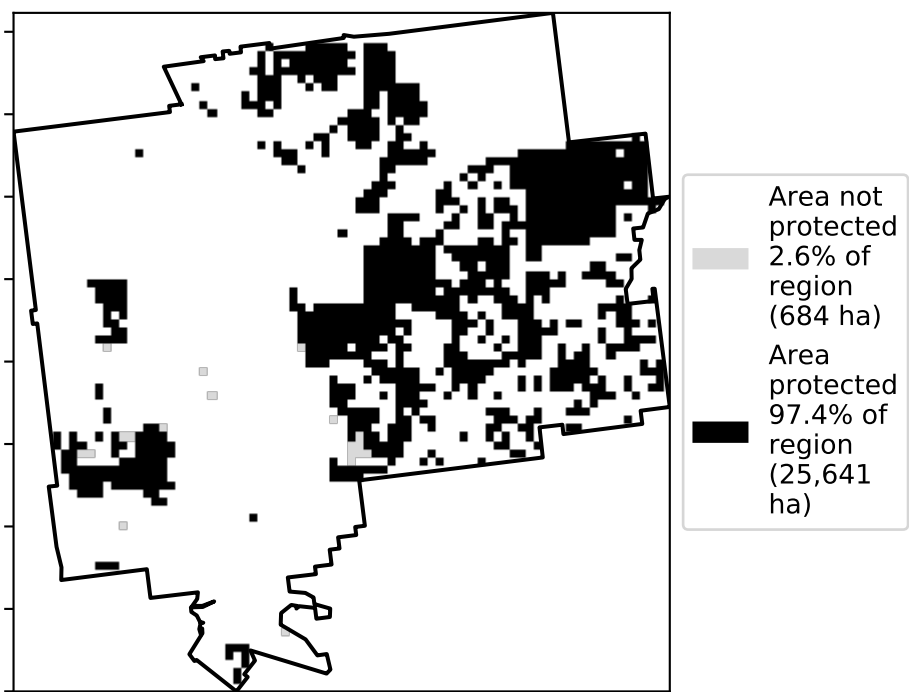 Area not
protected
2.6% of
region
(684 ha)
Area
protected
97.4% of
region
(25,641
ha)